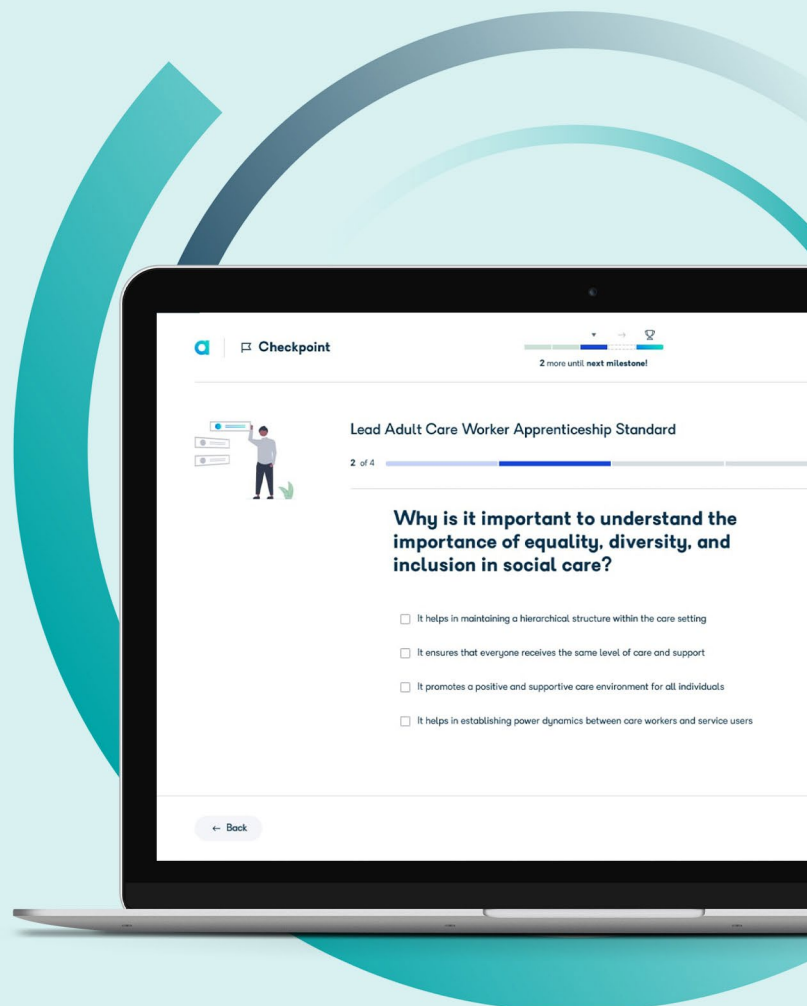 Checkpoint
2 more until next milestone!
Lead Adult Care Worker Apprenticeship Standard
2 of 4
Why is it important to understand the
importance of equality, diversity, and
inclusion in social care?
It helps in maintaining a hierarchical structure within the care setting
It ensures that everyone receives the same level of care and support
It promotes a positive and supportive care environment for all individuals
It helps in establishing power dynamics between care workers and service users
← Back